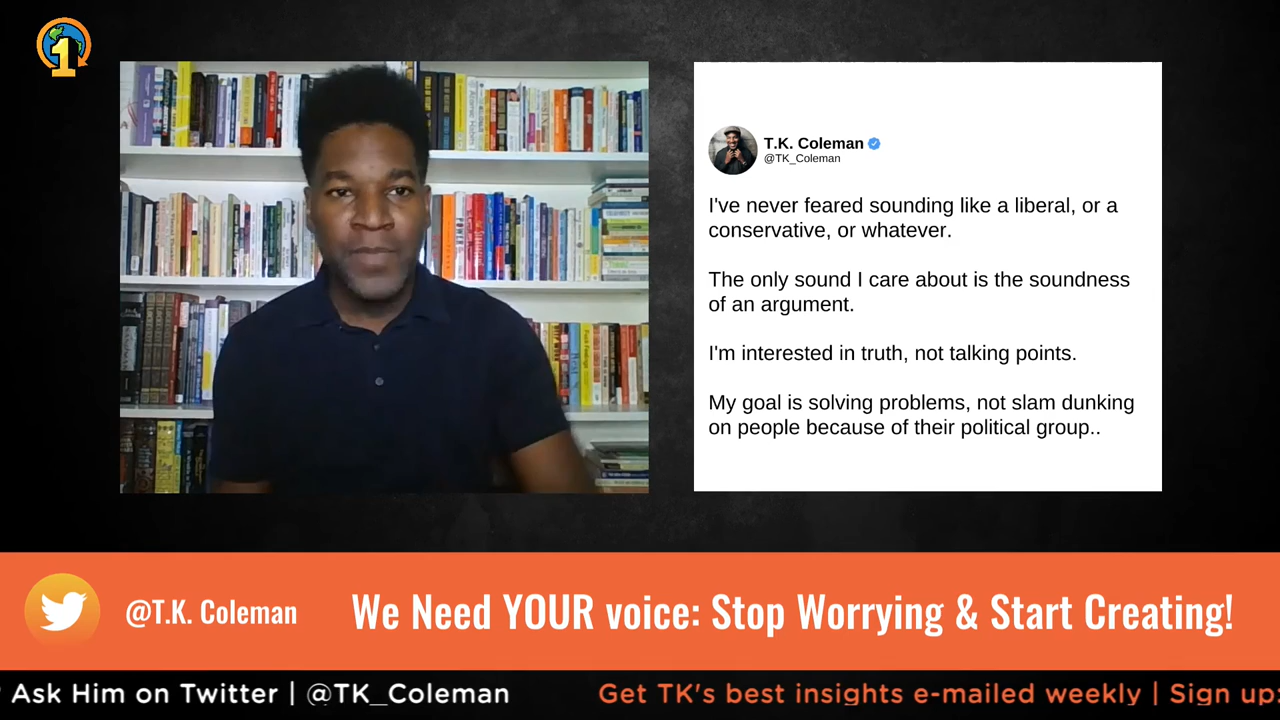 1
T.K. Coleman
@TK_Coleman
I've never feared sounding like a liberal, or a
conservative, or whatever.
The only sound I care about is the soundness
of an argument.
I'm interested in truth, not talking points.
My goal is solving problems, not slam dunking
on people because of their political group..
@T.K. Coleman
We Need YOUR voice: Stop Worrying & Start Creating!
Ask Him on Twitter | @TK_Coleman
Get TK's best insights e-mailed weekly | Sign up: